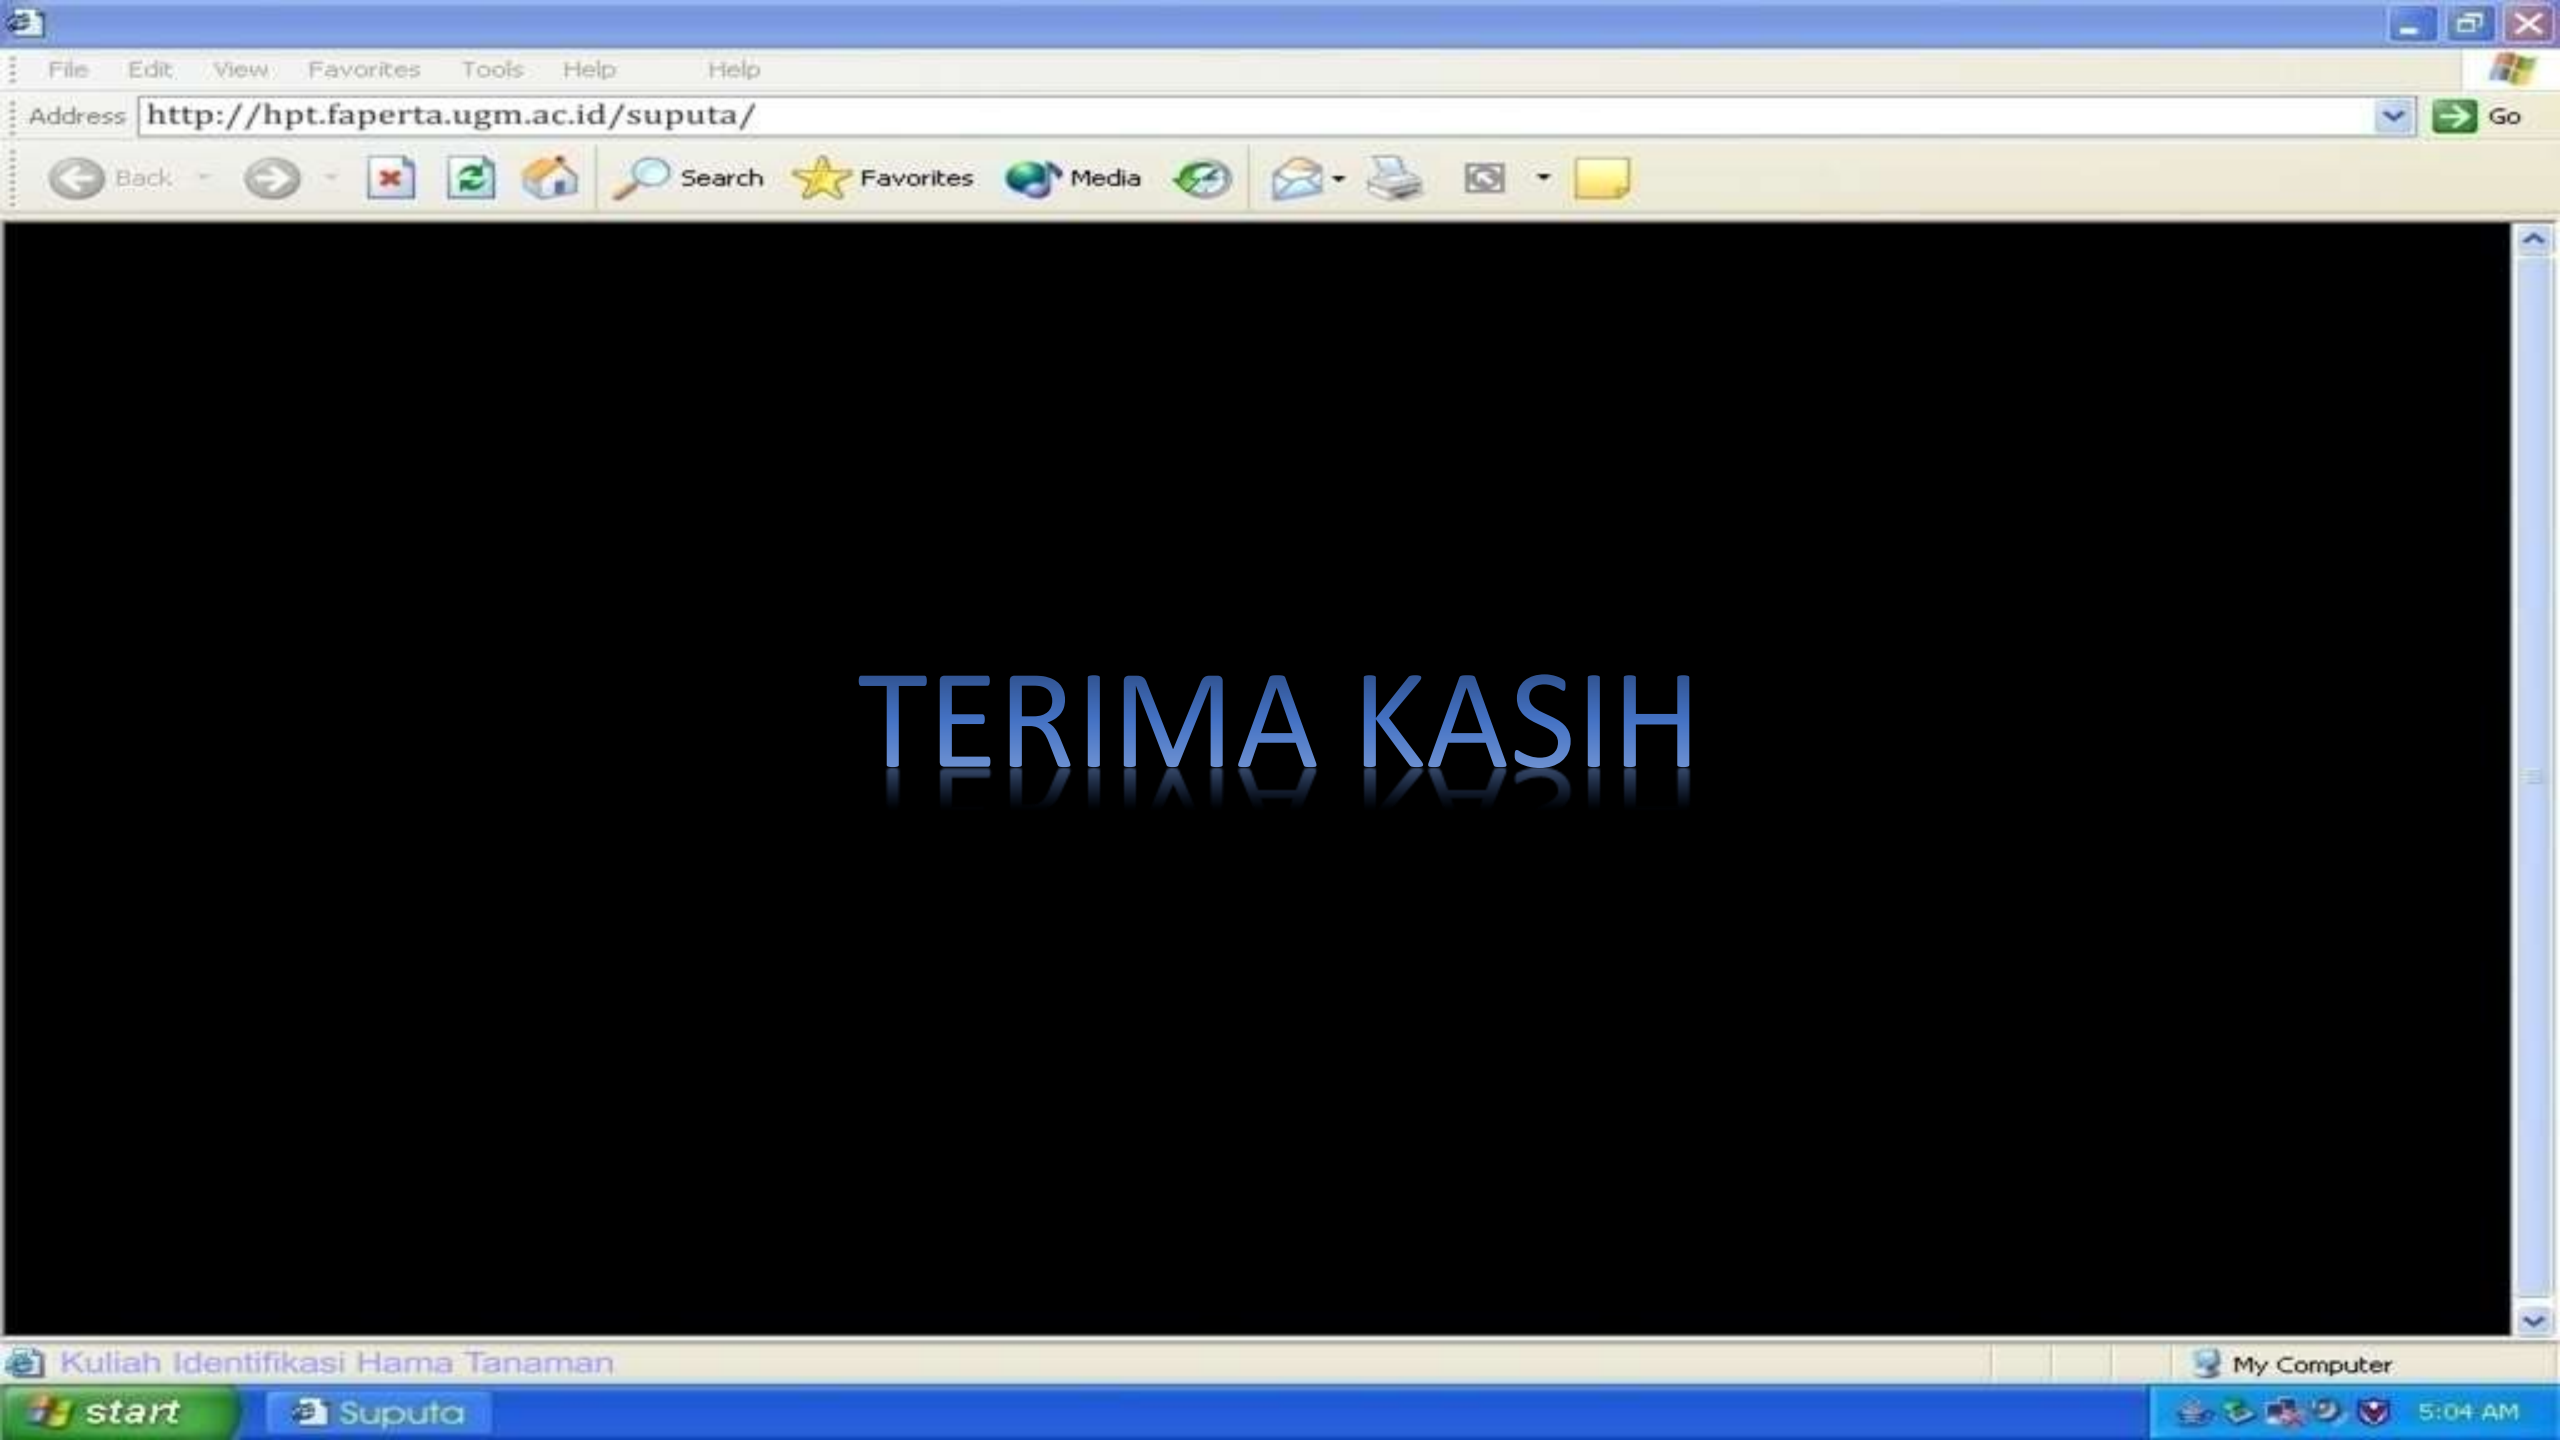 File Edit View Favorites Tools Help Help
Address http://hpt.faperta.ugm.ac.id/suputa/ Go
Back Search Favorites Media
TERIMA KASIH
Kuliah Identifikasi Hama Tanaman My Computer
start Suputa 5:04 AM